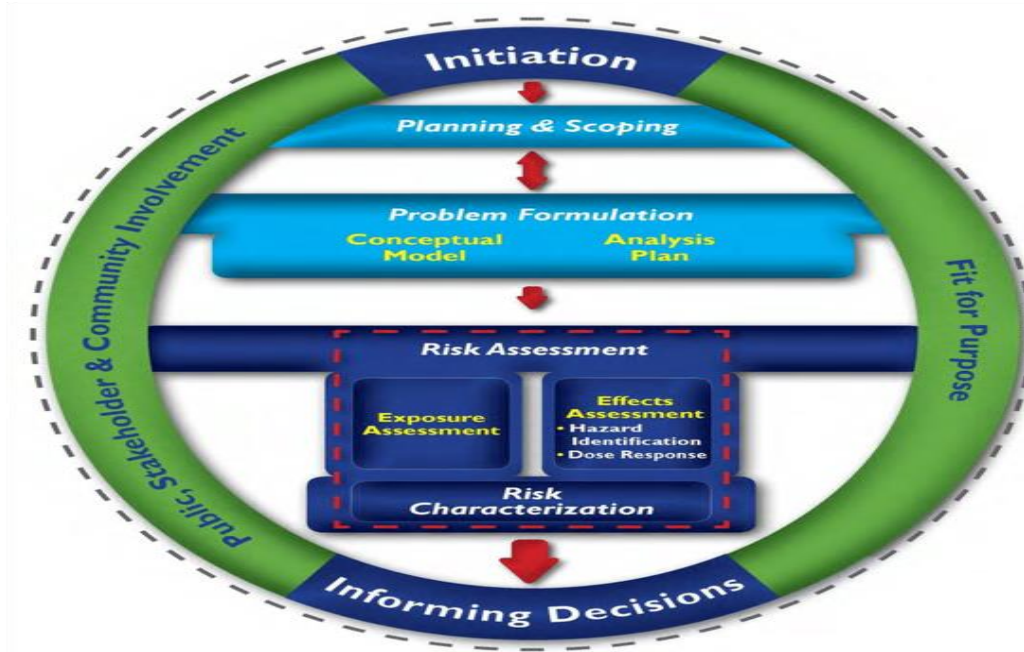 Initiation
Planning & Scoping
Public, Stakeholder & Community Involvement
Problem Formulation
Conceptual
Model
Analysis
Plan
Fit for Purpose
Risk Assessment
Exposure
Assessment
Effects
Assessment
• Hazard
Identification
• Dose Response
Risk
Characterization
Informing Decisions